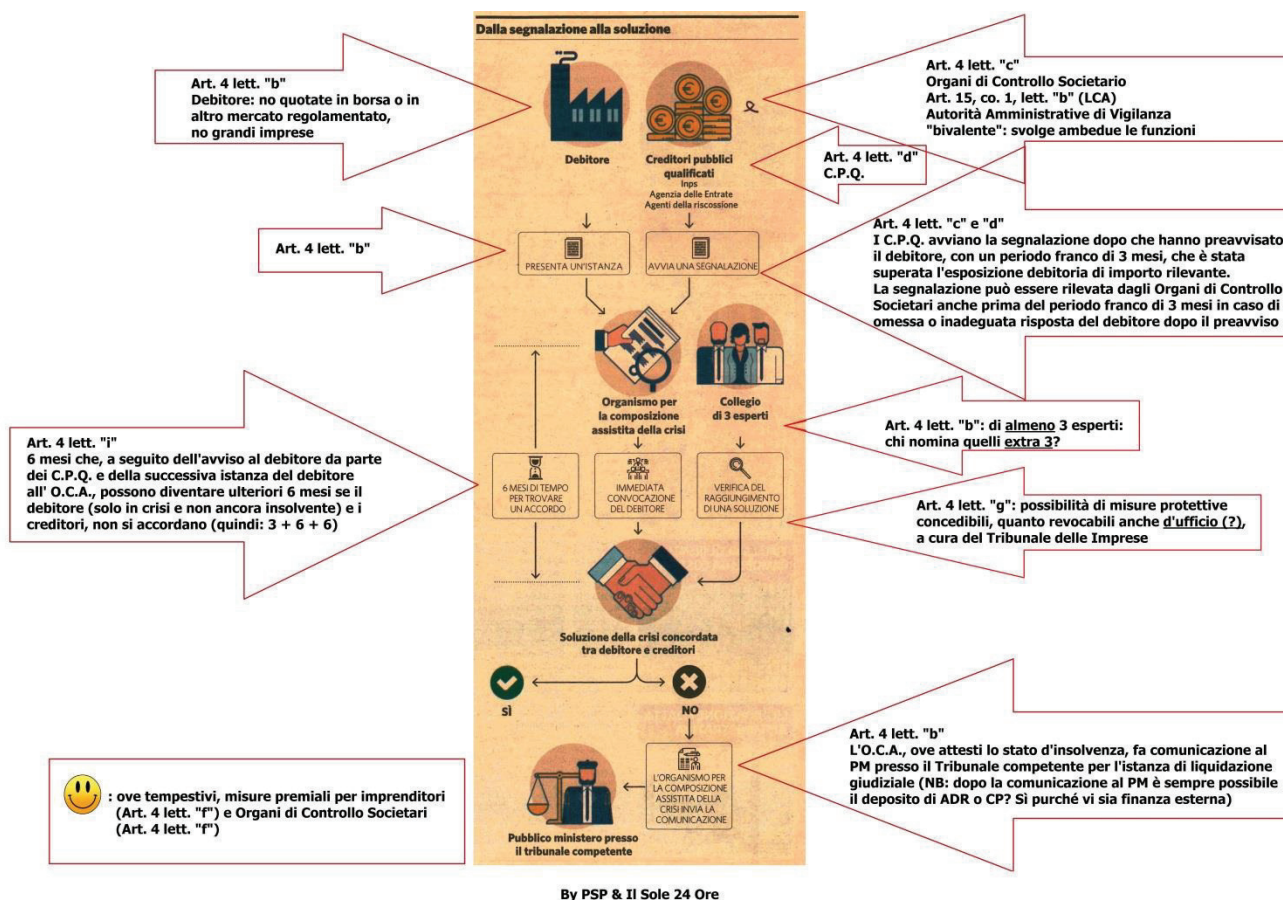 Dalla segnalazione alla soluzione
Art. 4 lett. "b"
Debitore: no quotate in borsa o in
altro mercato regolamentato,
no grandi imprese
Debitore
Creditori pubblici
qualificati
Inps
Agenzia delle Entrate
Agenti della riscossione
Art. 4 lett. "c"
Organi di Controllo Societario
Art. 15, co. 1, lett. "b" (LCA)
Autorità Amministrative di Vigilanza
"bivalente": svolge ambedue le funzioni
Art. 4 lett. "d"
C.P.Q.
Art. 4 lett. "b"
PRESENTA UN'ISTANZA
AVVIA UNA SEGNALAZIONE
Art. 4 lett. "c" e "d"
I C.P.Q. avviano la segnalazione dopo che hanno preavvisato
il debitore, con un periodo franco di 3 mesi, che è stata
superata l'esposizione debitoria di importo rilevante.
La segnalazione può essere rilevata dagli Organi di Controllo
Societari anche prima del periodo franco di 3 mesi in caso di
omessa o inadeguata risposta del debitore dopo il preavviso
Organismo per
la composizione
assistita della crisi
Collegio
di 3 esperti
Art. 4 lett. "b": di almeno 3 esperti:
chi nomina quelli extra 3?
Art. 4 lett. "i"
6 mesi che, a seguito dell'avviso al debitore da parte
dei C.P.Q. e della successiva istanza del debitore
all' O.C.A., possono diventare ulteriori 6 mesi se il
debitore (solo in crisi e non ancora insolvente) e i
creditori, non si accordano (quindi: 3 + 6 + 6)
6 MESI DI TEMPO
PER TROVARE
UN ACCORDO
IMMEDIATA
CONVOCAZIONE
DEL DEBITORE
VERIFICA DEL
RAGGIUNGIMENTO
DI UNA SOLUZIONE
Art. 4 lett. "g": possibilità di misure protettive
concedibili, quanto revocabili anche d'ufficio (?),
a cura del Tribunale delle Imprese
Soluzione della crisi concordata
tra debitore e creditori
SÌ
NO
Art. 4 lett. "b"
L'O.C.A., ove attesti lo stato d'insolvenza, fa comunicazione al
PM presso il Tribunale competente per l'istanza di liquidazione
giudiziale (NB: dopo la comunicazione al PM è sempre possibile
il deposito di ADR o CP? Sì purché vi sia finanza esterna)
: ove tempestivi, misure premiali per imprenditori
(Art. 4 lett. "f") e Organi di Controllo Societari
(Art. 4 lett. "f")
L'ORGANISMO PER
LA COMPOSIZIONE
ASSISTITA DELLA
CRISI INVIA LA
COMUNICAZIONE
Pubblico ministero presso
il tribunale competente
By PSP & Il Sole 24 Ore